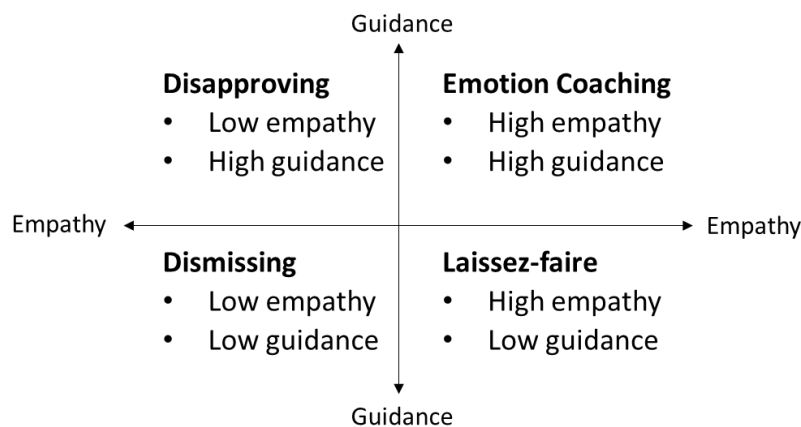 Guidance
Disapproving
• Low empathy
• High guidance
Emotion Coaching
• High empathy
• High guidance
Empathy
Empathy
Dismissing
• Low empathy
• Low guidance
Laissez-faire
• High empathy
• Low guidance
Guidance